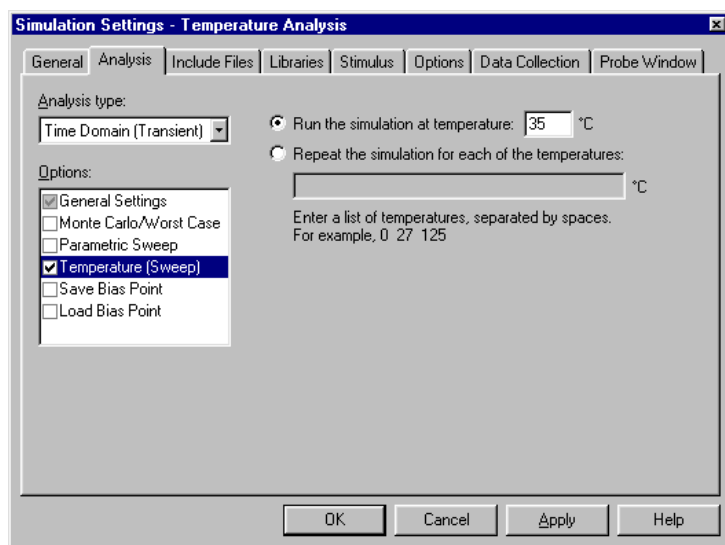 Simulation Settings - Temperature Analysis
General Analysis Include Files Libraries Stimulus Options Data Collection Probe Window
Analysis type:
Time Domain (Transient)
Options:
General Settings
Monte Carlo/Worst Case
Parametric Sweep
Temperature (Sweep)
Save Bias Point
Load Bias Point
Run the simulation at temperature: 35 °C
Repeat the simulation for each of the temperatures:
°C
Enter a list of temperatures, separated by spaces.
For example, 0 27 125
OK Cancel Apply Help